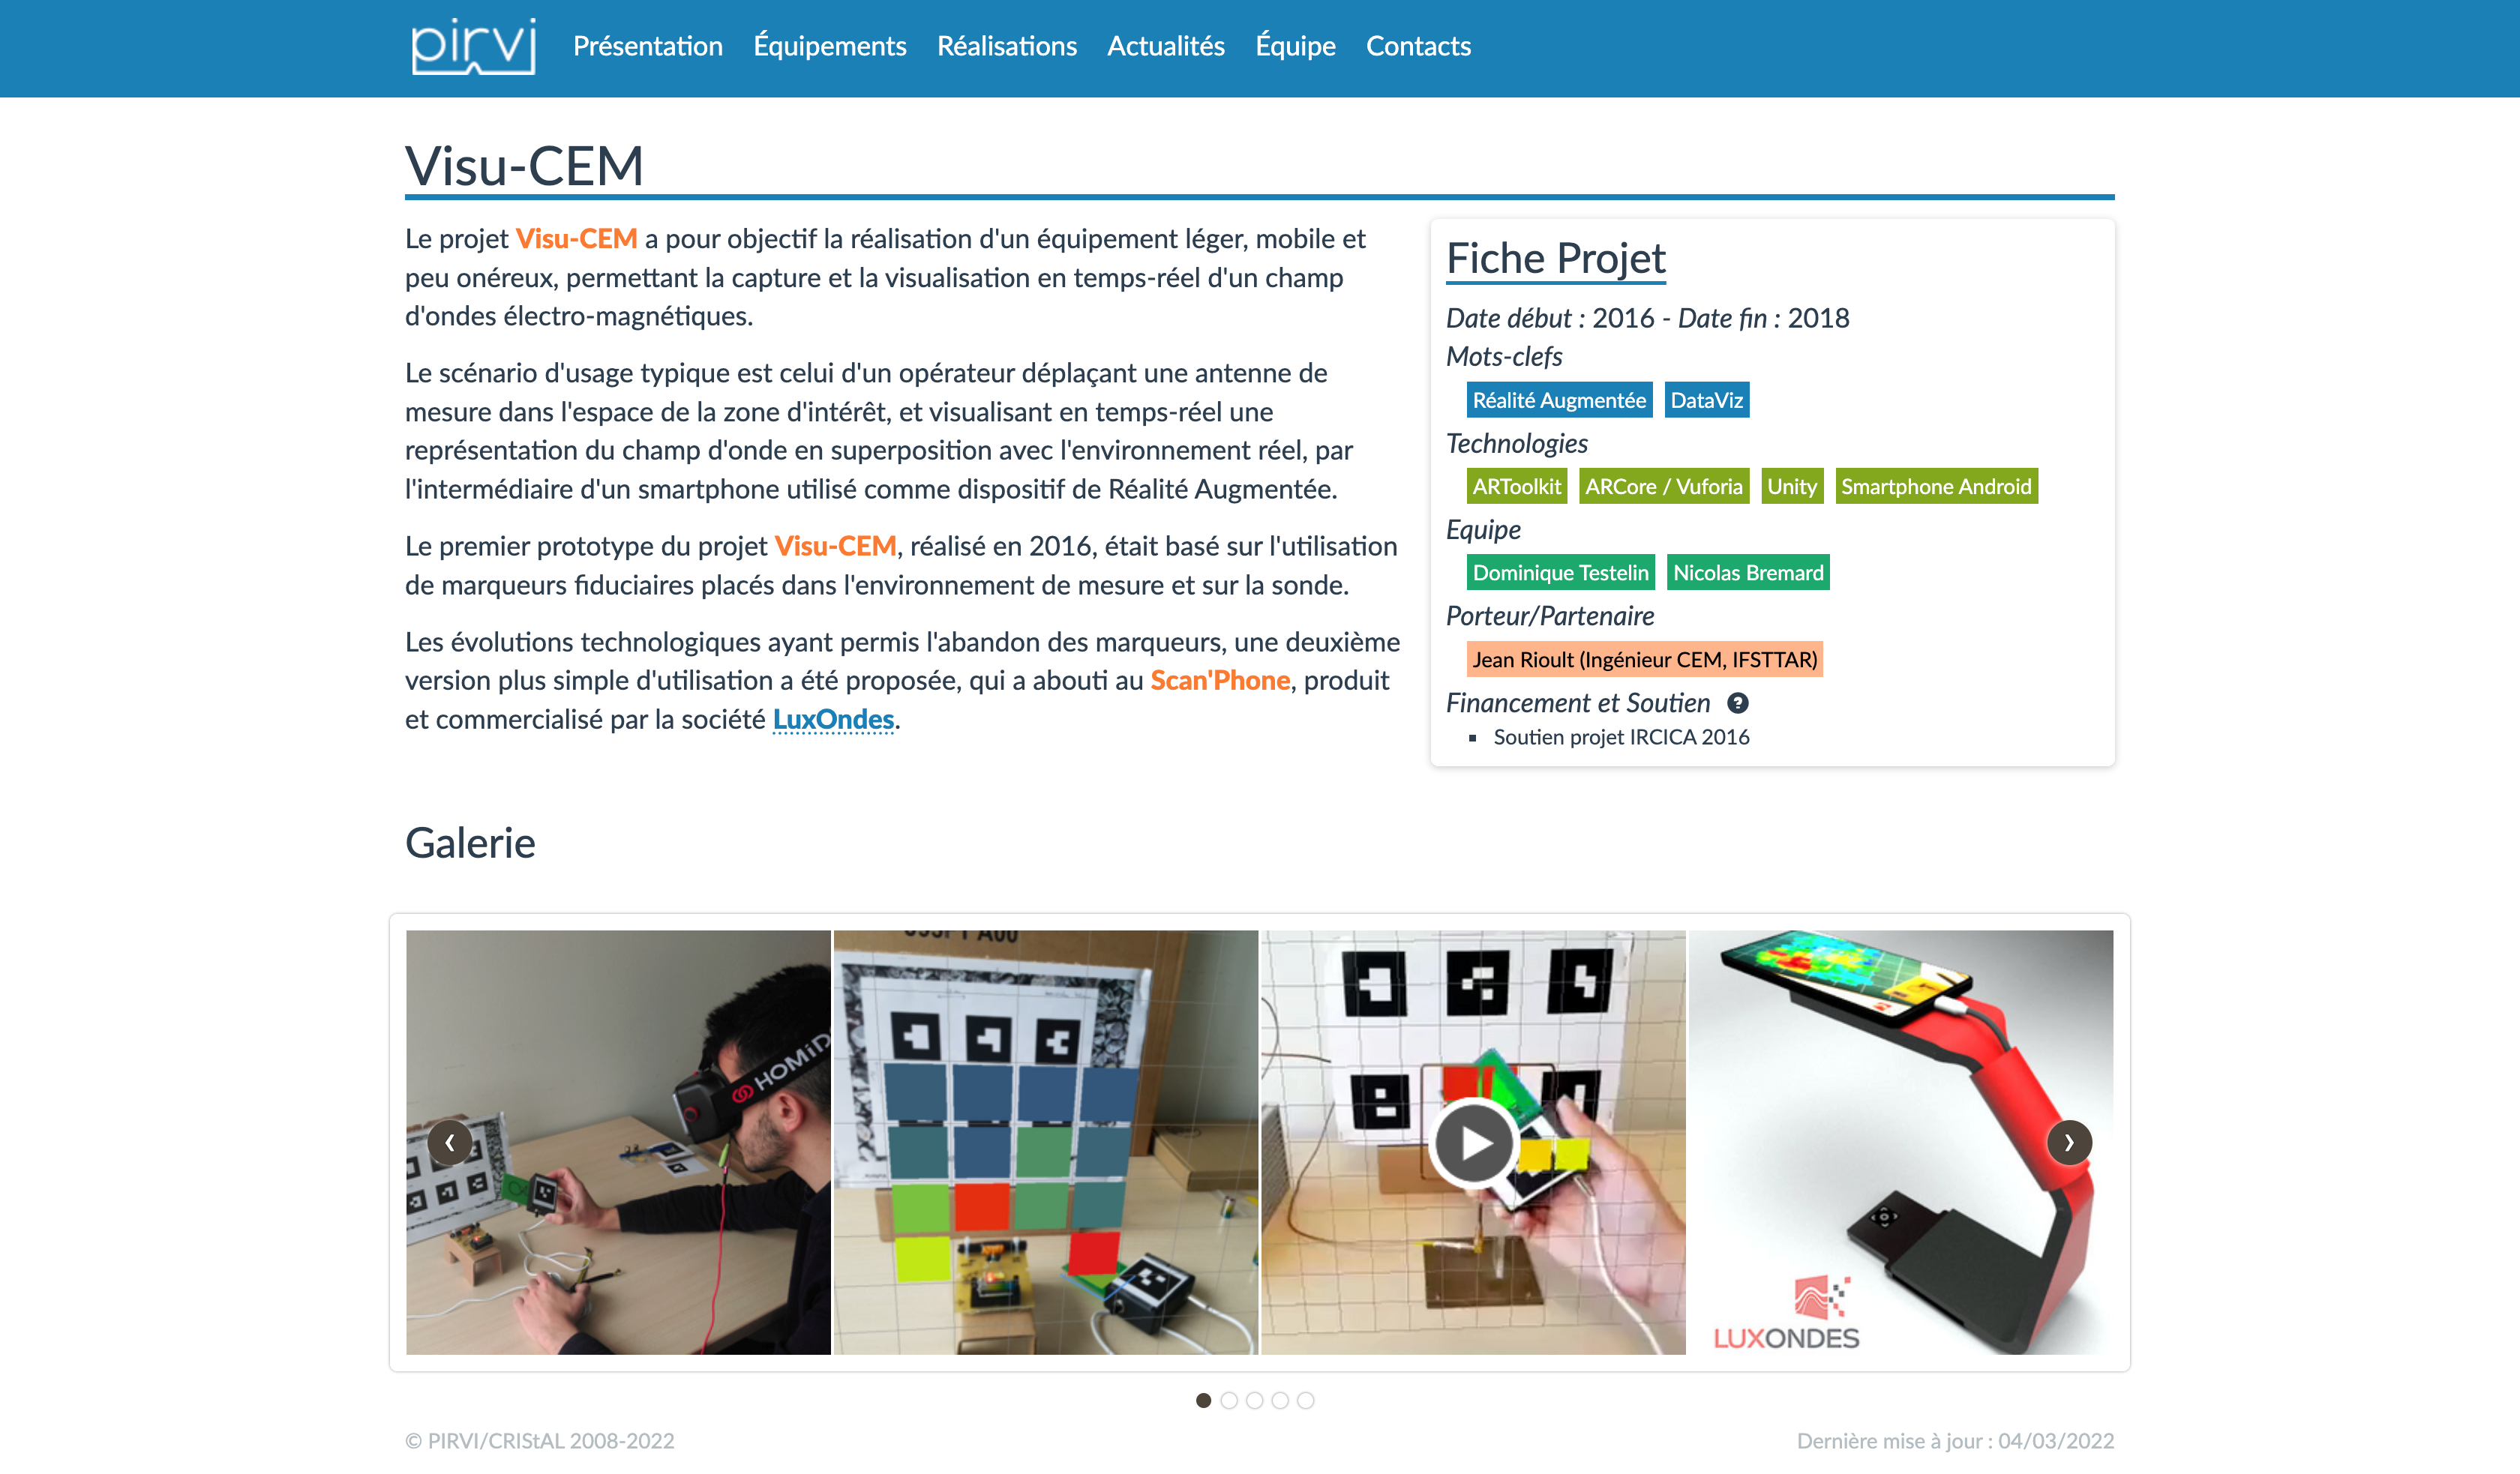 pirvi
Présentation Équipements Réalisations Actualités Équipe Contacts
Visu-CEM
Le projet Visu-CEM a pour objectif la réalisation d'un équipement léger, mobile et
peu onéreux, permettant la capture et la visualisation en temps-réel d'un champ
d'ondes électro-magnétiques.
Le scénario d'usage typique est celui d'un opérateur déplaçant une antenne de
mesure dans l'espace de la zone d'intérêt, et visualisant en temps-réel une
représentation du champ d'onde en superposition avec l'environnement réel, par
l'intermédiaire d'un smartphone utilisé comme dispositif de Réalité Augmentée.
Le premier prototype du projet Visu-CEM, réalisé en 2016, était basé sur l'utilisation
de marqueurs fiduciaires placés dans l'environnement de mesure et sur la sonde.
Les évolutions technologiques ayant permis l'abandon des marqueurs, une deuxième
version plus simple d'utilisation a été proposée, qui a abouti au Scan'Phone, produit
et commercialisé par la société LuxOndes.
Fiche Projet
Date début : 2016 - Date fin : 2018
Mots-clefs
Réalité Augmentée DataViz
Technologies
ARToolkit ARCore / Vuforia Unity Smartphone Android
Equipe
Dominique Testelin Nicolas Bremard
Porteur/Partenaire
Jean Rioult (Ingénieur CEM, IFSTTAR)
Financement et Soutien ?
▪ Soutien projet IRCICA 2016
Galerie
HOMiD
LUXONDES
© PIRVI/CRIStAL 2008-2022
Dernière mise à jour : 04/03/2022